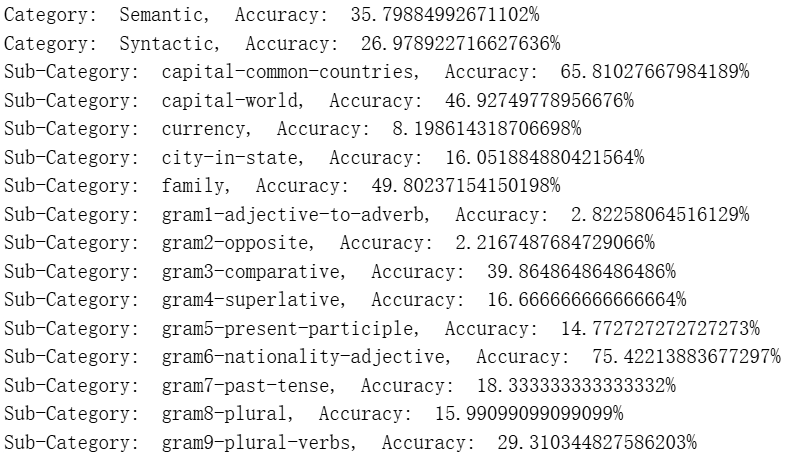 Category: Semantic, Accuracy: 35.79884992671102%
Category: Syntactic, Accuracy: 26.978922716627636%
Sub-Category: capital-common-countries, Accuracy: 65.81027667984189%
Sub-Category: capital-world, Accuracy: 46.92749778956676%
Sub-Category: currency, Accuracy: 8.198614318706698%
Sub-Category: city-in-state, Accuracy: 16.051884880421564%
Sub-Category: family, Accuracy: 49.80237154150198%
Sub-Category: gram1-adjective-to-adverb, Accuracy: 2.82258064516129%
Sub-Category: gram2-opposite, Accuracy: 2.2167487684729066%
Sub-Category: gram3-comparative, Accuracy: 39.86486486486486%
Sub-Category: gram4-superlative, Accuracy: 16.666666666666664%
Sub-Category: gram5-present-participle, Accuracy: 14.772727272727273%
Sub-Category: gram6-nationality-adjective, Accuracy: 75.42213883677297%
Sub-Category: gram7-past-tense, Accuracy: 18.333333333333332%
Sub-Category: gram8-plural, Accuracy: 15.99099099099099%
Sub-Category: gram9-plural-verbs, Accuracy: 29.310344827586203%